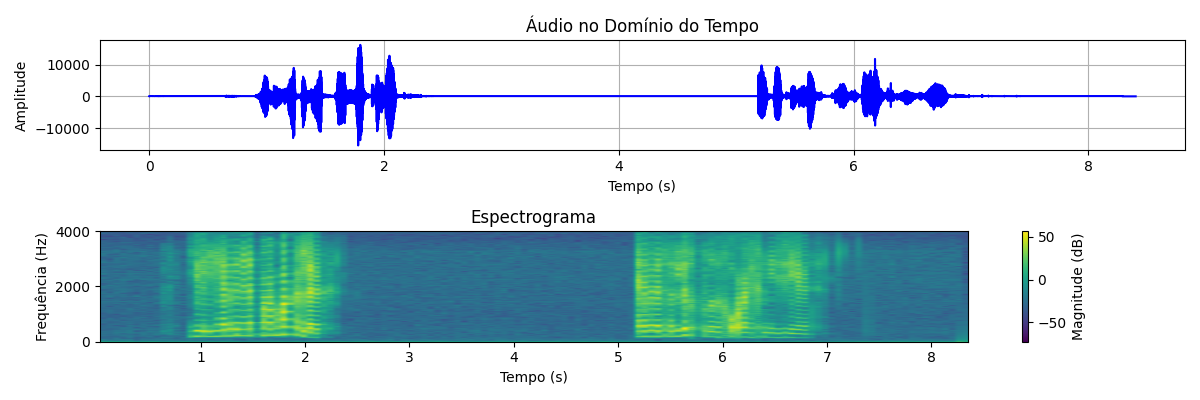 Áudio no Domínio do Tempo
Amplitude
10000
0
−10000
0 2 4 6 8
Tempo (s)
Espectrograma
Frequência (Hz)
4000
2000
0
1 2 3 4 5 6 7 8
Tempo (s)
50
0
−50
Magnitude (dB)